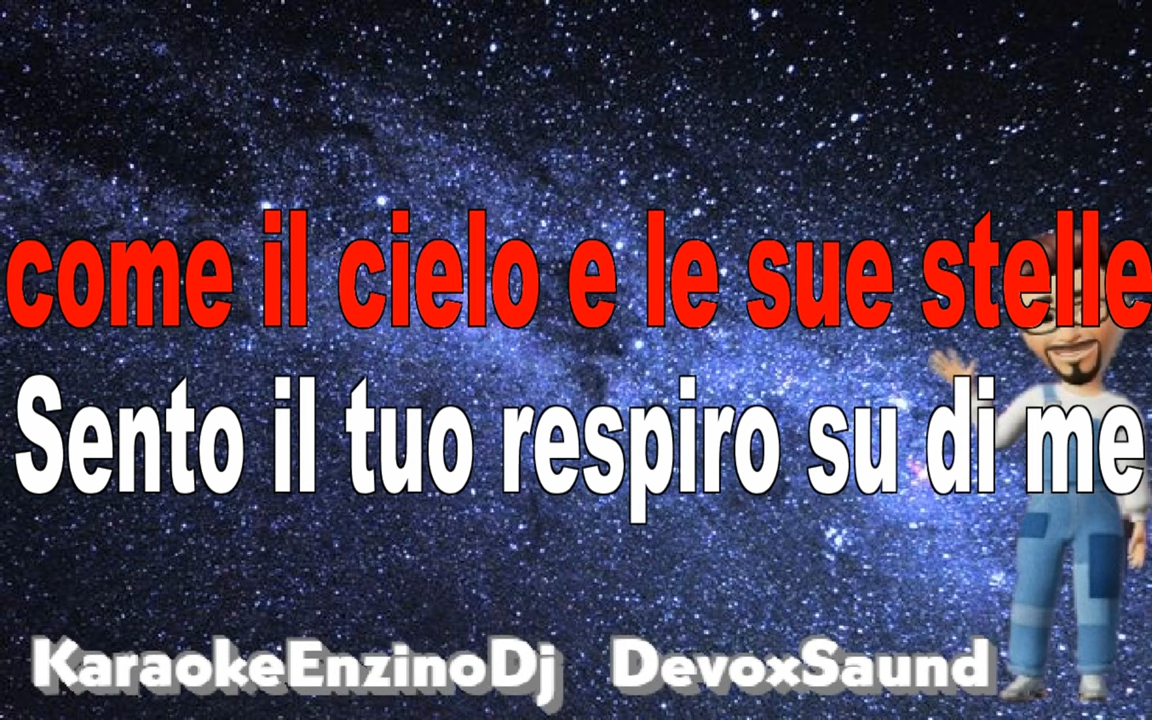 come il cielo e le sue stelle
Sento il tuo respiro su di me
KaraokeEnzinoDj DevoxSaund